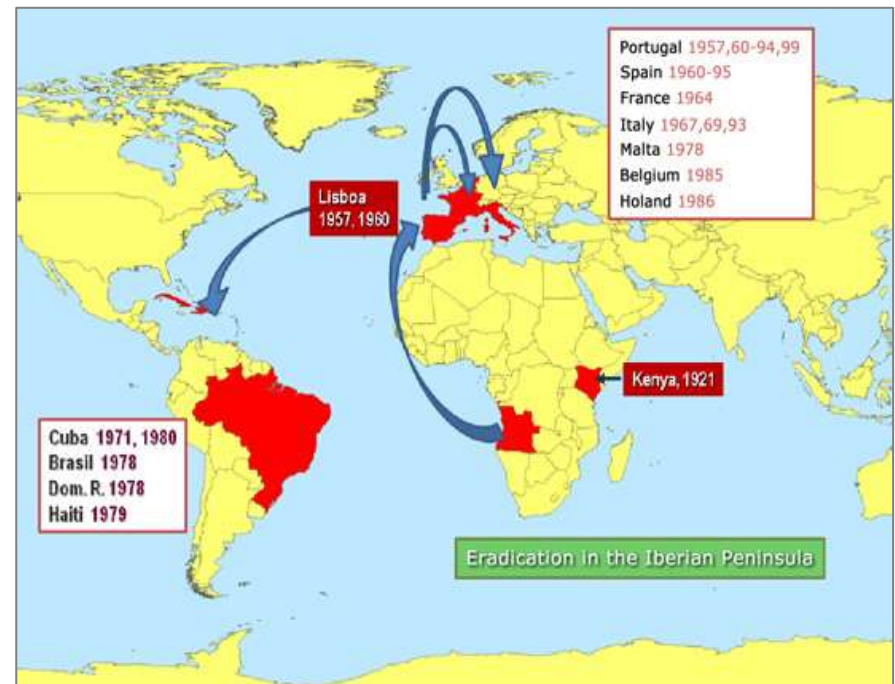 Portugal 1957,60-94,99
Spain 1960-95
France 1964
Italy 1967,69,93
Malta 1978
Belgium 1985
Holand 1986
Lisboa
1957, 1960
Kenya, 1921
Cuba 1971, 1980
Brasil 1978
Dom. R. 1978
Haiti 1979
Eradication in the Iberian Peninsula